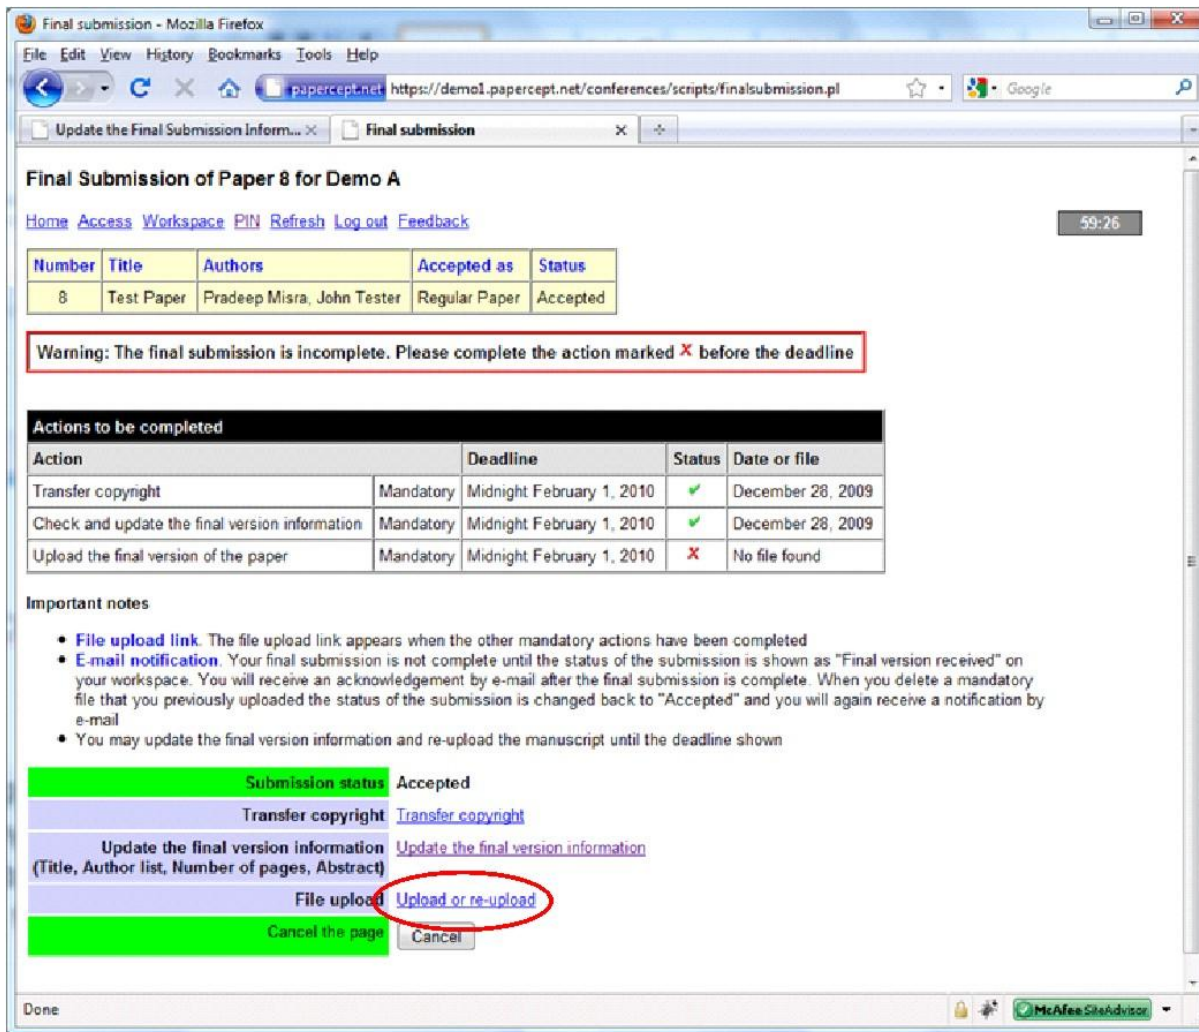 Final submission - Mozilla Firefox
File Edit View History Bookmarks Tools Help
papercept.net https://demo1.papercept.net/conferences/scripts/finalsubmission.pl Google
Update the Final Submission Inform... Final submission
Final Submission of Paper 8 for Demo A
Home Access Workspace PIN Refresh Log out Feedback
59:26
Number Title Authors Accepted as Status
8 Test Paper Pradeep Misra, John Tester Regular Paper Accepted
Warning: The final submission is incomplete. Please complete the action marked ✗ before the deadline
Actions to be completed
Action Deadline Status Date or file
Transfer copyright Mandatory Midnight February 1, 2010 ✔ December 28, 2009
Check and update the final version information Mandatory Midnight February 1, 2010 ✔ December 28, 2009
Upload the final version of the paper Mandatory Midnight February 1, 2010 ✗ No file found
Important notes
• File upload link. The file upload link appears when the other mandatory actions have been completed
• E-mail notification. Your final submission is not complete until the status of the submission is shown as "Final version received" on
your workspace. You will receive an acknowledgement by e-mail after the final submission is complete. When you delete a mandatory
file that you previously uploaded the status of the submission is changed back to "Accepted" and you will again receive a notification by
e-mail
• You may update the final version information and re-upload the manuscript until the deadline shown
Submission status Accepted
Transfer copyright Transfer copyright
Update the final version information Update the final version information
(Title, Author list, Number of pages, Abstract)
File upload Upload or re-upload
Cancel the page Cancel
Done McAfee SiteAdvisor